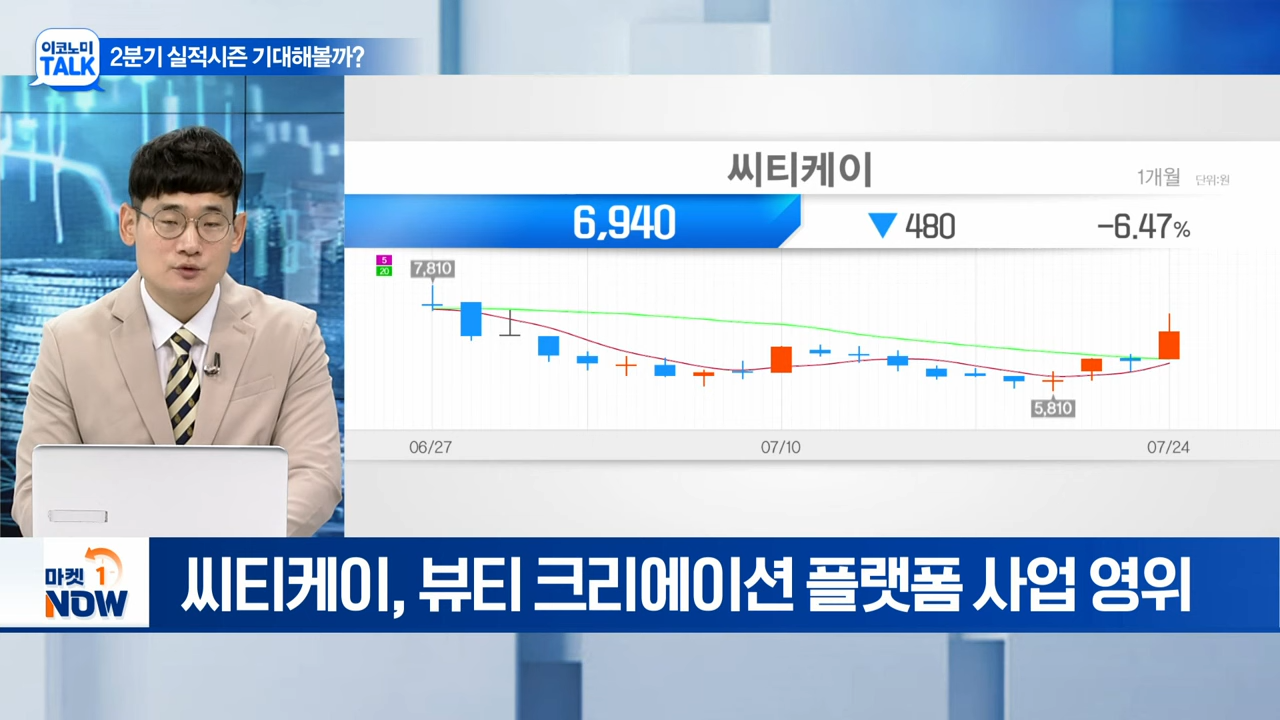 이코노미
TALK
2분기 실적시즌 기대해볼까?
씨티케이
1개월 단위:원
6,940 ▼ 480 -6.47%
5
20
7,810
5,810
06/27 07/10 07/24
마켓 1
NOW
씨티케이, 뷰티 크리에이션 플랫폼 사업 영위